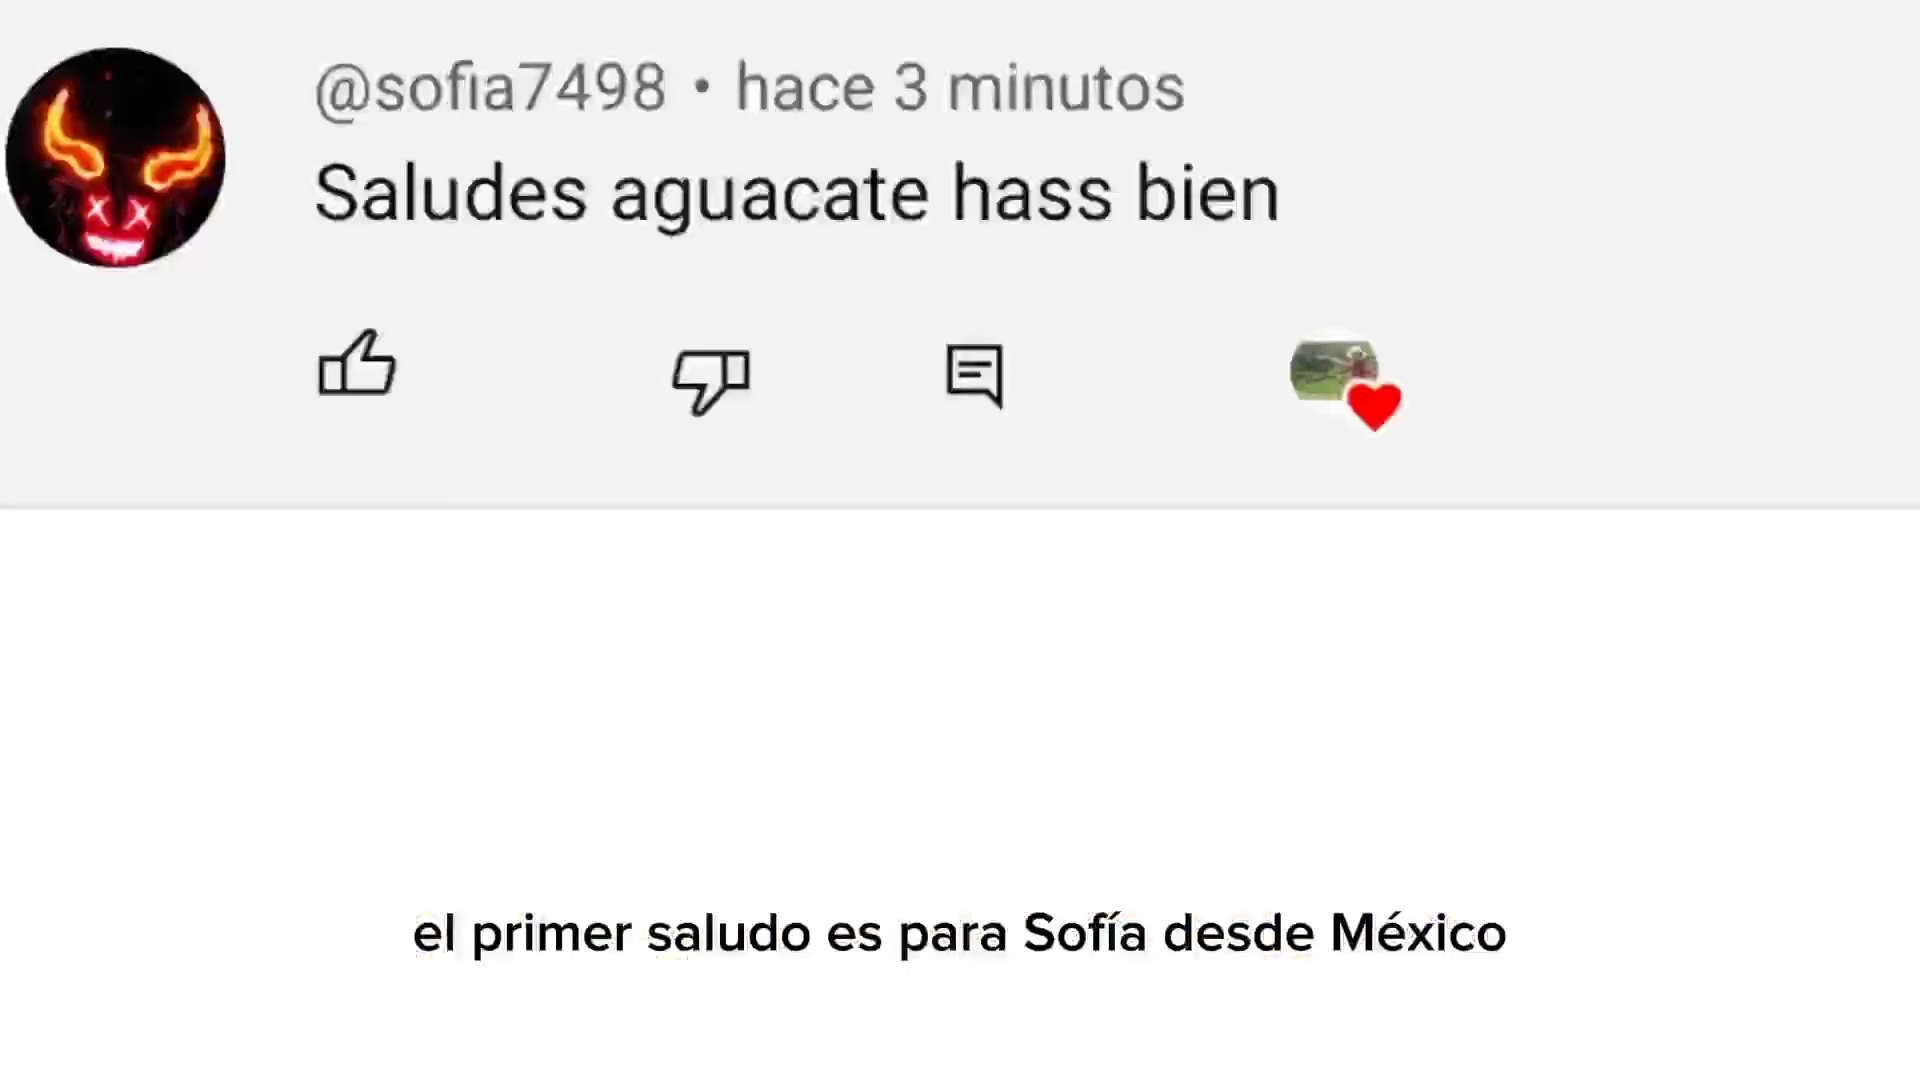 @sofia7498 • hace 3 minutos
Saludes aguacate hass bien
el primer saludo es para Sofía desde México